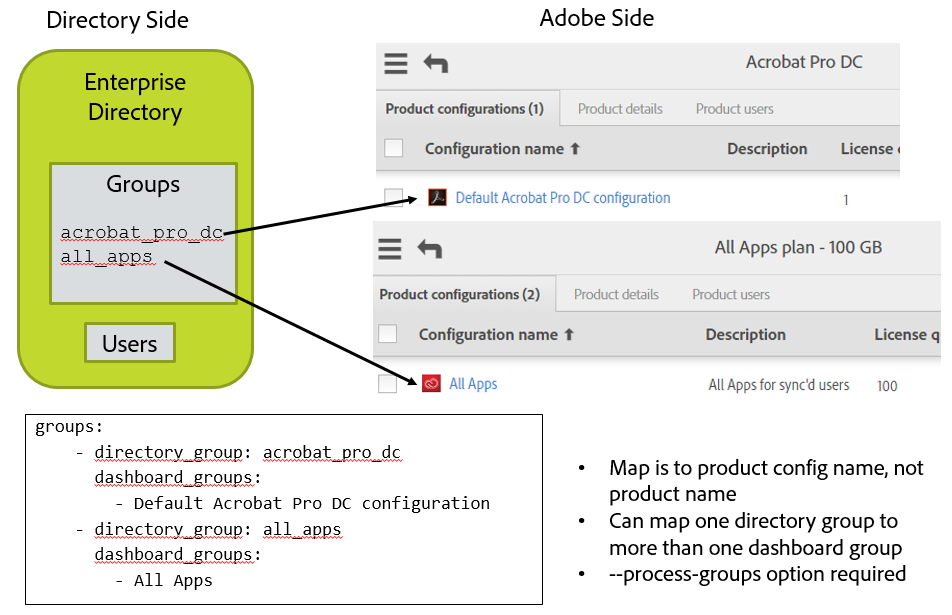 Directory Side
Adobe Side
Enterprise
Directory
Groups
acrobat_pro_dc
all_apps
Users
Acrobat Pro DC
Product configurations (1) Product details Product users
Configuration name ↑ Description License
Default Acrobat Pro DC configuration 1
All Apps plan - 100 GB
Product configurations (2) Product details Product users
Configuration name ↑ Description License q
All Apps All Apps for sync'd users 100
groups:
- directory_group: acrobat_pro_dc
dashboard_groups:
- Default Acrobat Pro DC configuration
- directory_group: all_apps
dashboard_groups:
- All Apps
• Map is to product config name, not
product name
• Can map one directory group to
more than one dashboard group
• --process-groups option required